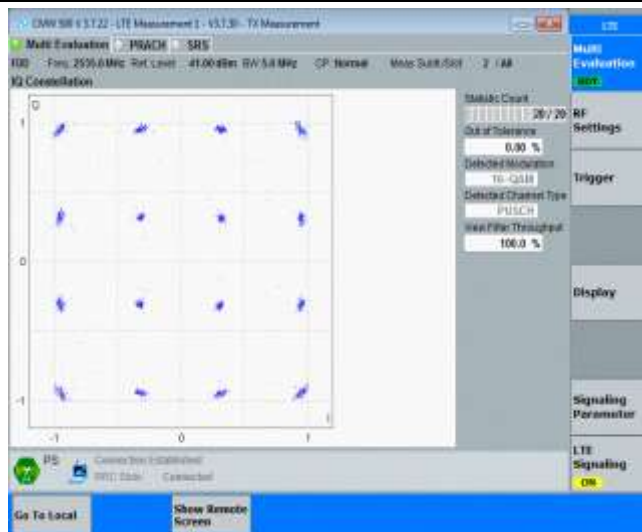 CMW 500 V 3.7.22 - LTE Measurement 1 - V3.7.30 - TX Measurement
LTE
Multi Evaluation PRACH SRS
Multi
Evaluation
RDY
FDD Freq. 2535.0 MHz Ref. Level 41.00 dBm BW 5.0 MHz CP Normal Meas Subfr/Slot 2 / All
IQ Constellation
Q
Statistic Count
20 / 20
Out of Tolerance
0.00 %
Detected Modulation
16-QAM
Detected Channel Type
PUSCH
View Filter Throughput
100.0 %
RF
Settings
Trigger
Display
Signaling
Parameter
LTE
Signaling
ON
1
0
-1
-1 0 1
I
PS
Connection Established
RRC State Connected
Go To Local
Show Remote
Screen